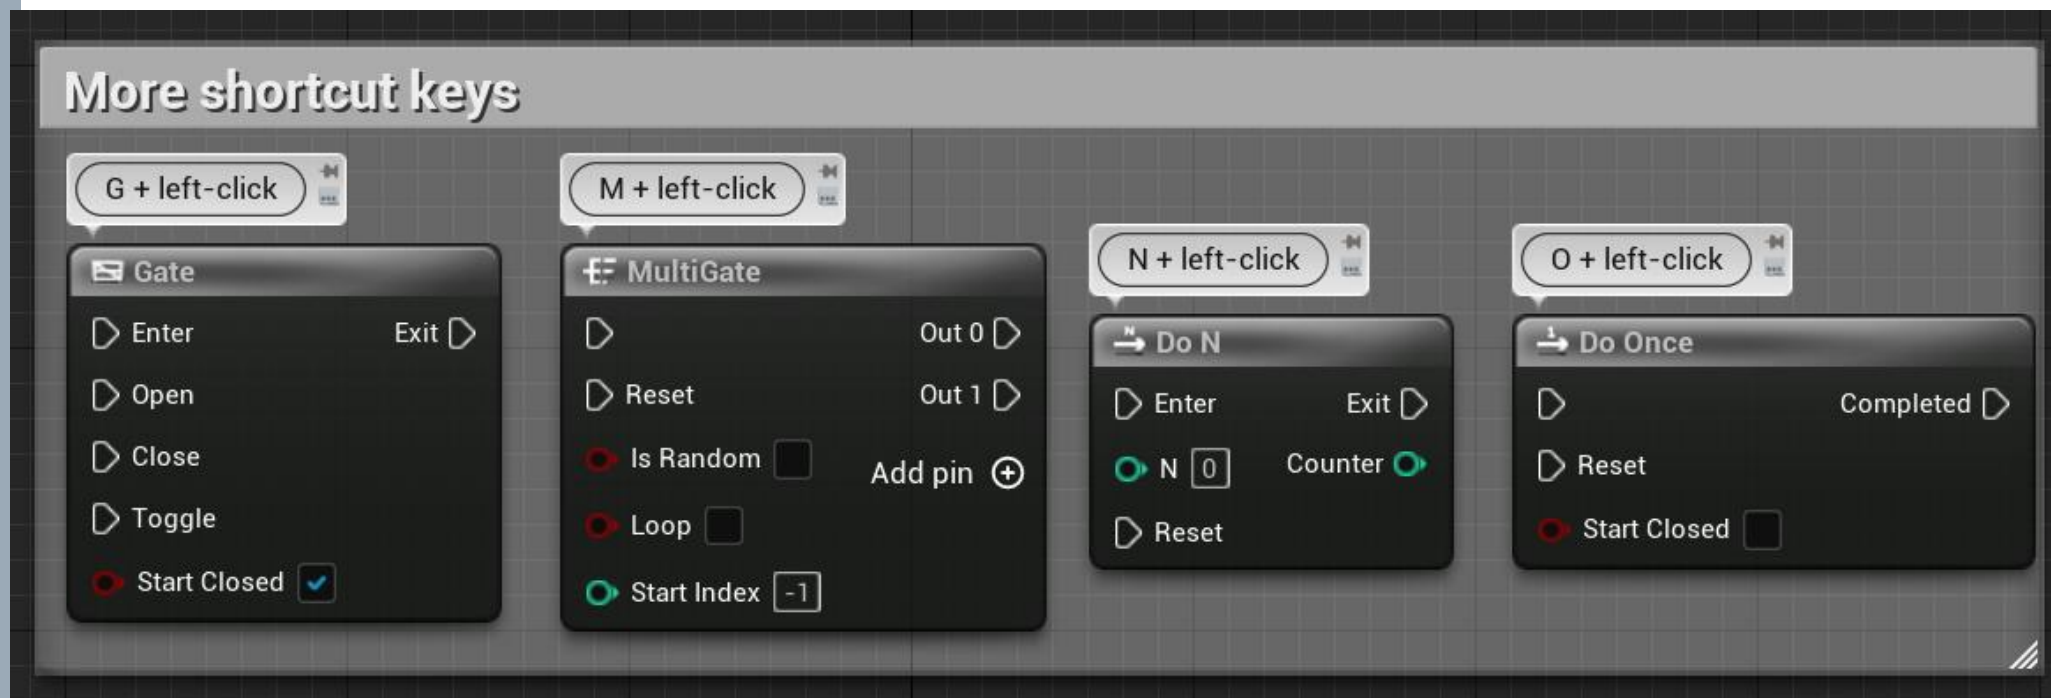 More shortcut keys
G + left-click
Gate
Enter
Exit
Open
Close
Toggle
Start Closed
M + left-click
MultiGate
Out 0
Reset
Out 1
Is Random
Add pin
Loop
Start Index -1
N + left-click
N
Do N
Enter
Exit
N 0
Counter
Reset
O + left-click
1
Do Once
Completed
Reset
Start Closed